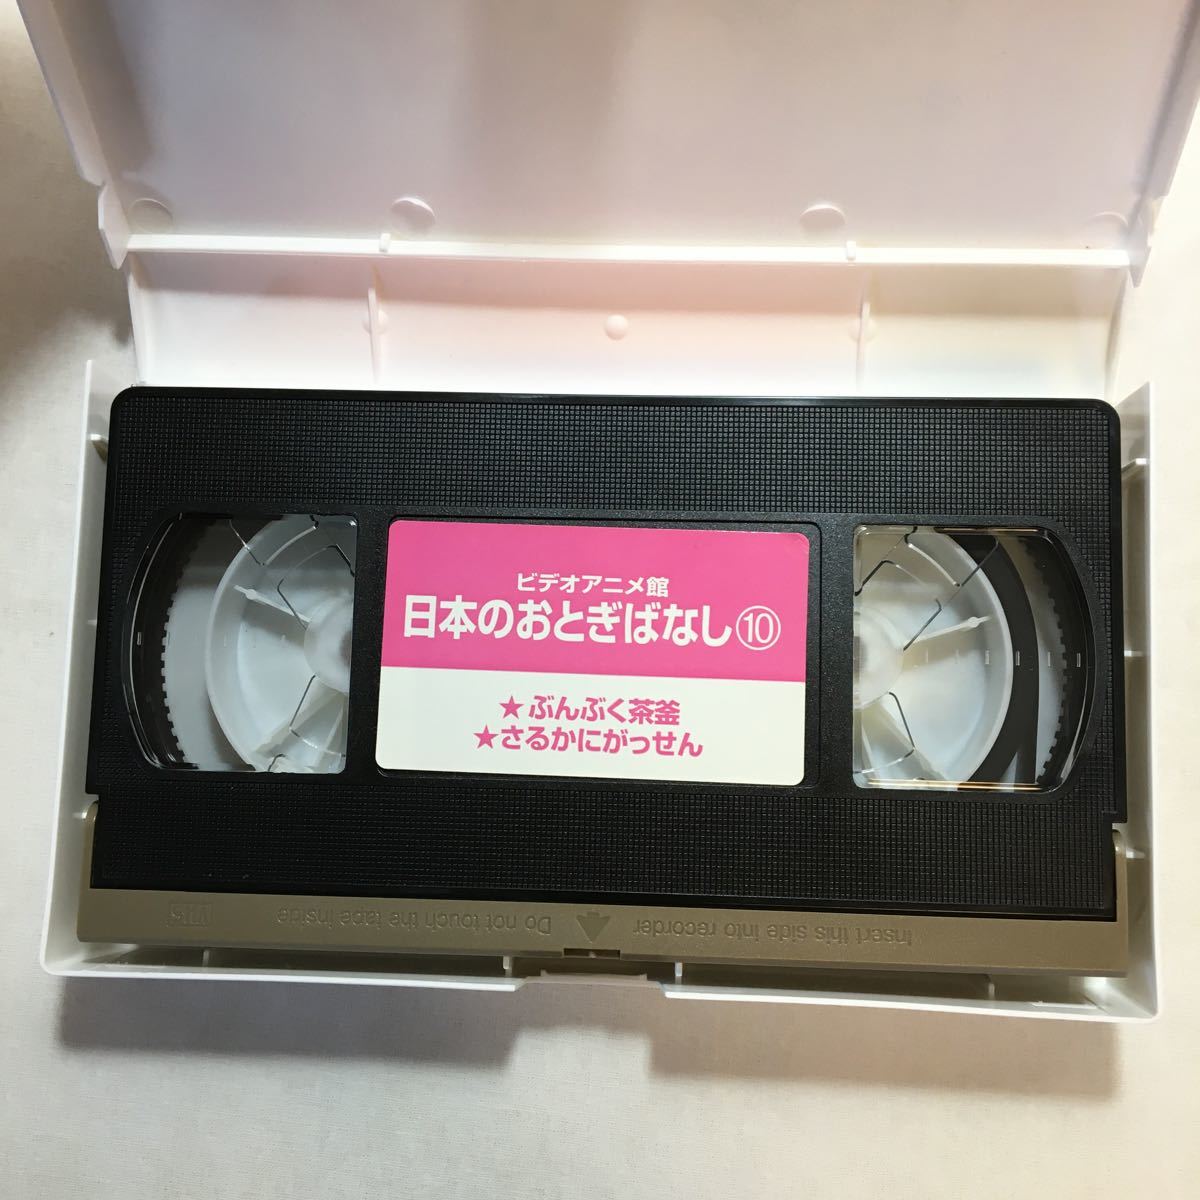 ビデオアニメ館
日本のおとぎばなし⑩
★ぶんぶく茶釜
★さるかにがっせん
Insert this side into recorder
Do not touch the tape inside
VHS